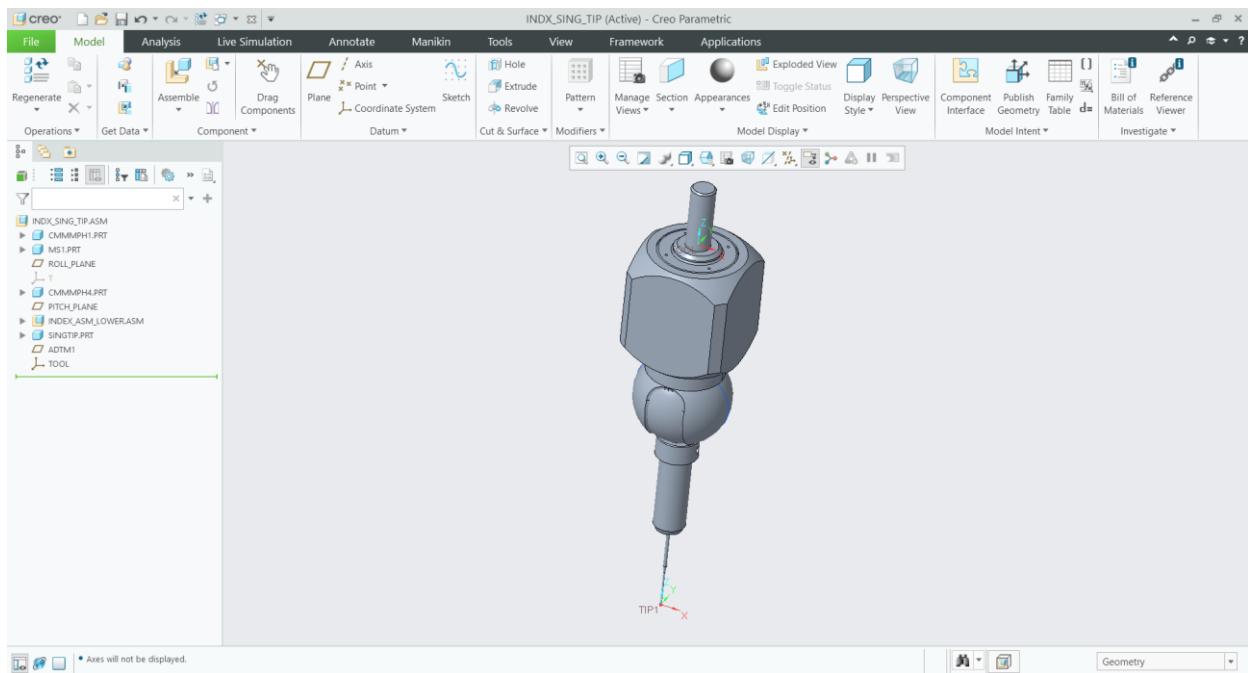 creo°
INDX_SING_TIP (Active) - Creo Parametric
File Model Analysis Live Simulation Annotate Manikin Tools View Framework Applications
Regenerate
Operations
Get Data
Assemble
Drag Components
Component
Plane
Axis
Point
Coordinate System
Sketch
Datum
Hole
Extrude
Revolve
Cut & Surface
Pattern
Modifiers
Manage Views
Section
Appearances
Exploded View
Toggle Status
Edit Position
Display Style
Perspective View
Model Display
Component Interface
Publish Geometry
Family Table
d=
Model Intent
Bill of Materials
Reference Viewer
Investigate
INDX_SING_TIP.ASM
CMMMPH1.PRT
MS1.PRT
ROLL_PLANE
T
CMMMPH4.PRT
PITCH_PLANE
INDEX_ASM_LOWER.ASM
SINGTIP.PRT
ADTM1
TOOL
Z
Z
Y
TIP1
X
Axes will not be displayed.
Geometry